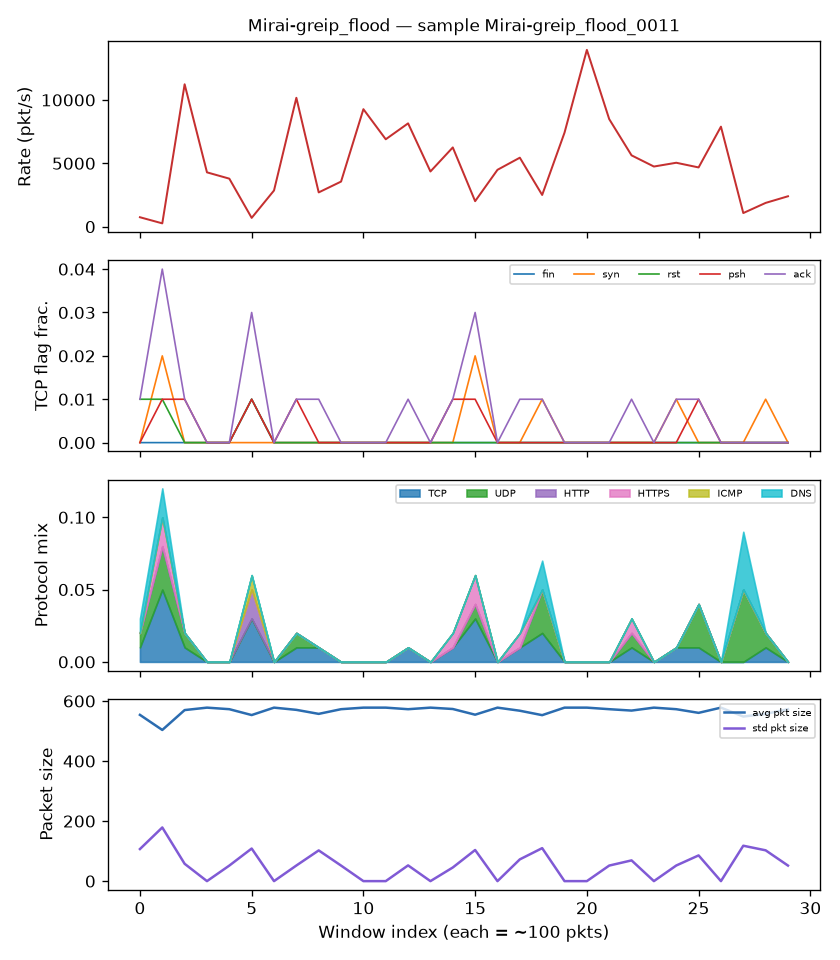 Mirai-greip_flood — sample Mirai-greip_flood_0011
Rate (pkt/s)
10000
5000
0
TCP flag frac.
0.04
0.03
0.02
0.01
0.00
fin syn rst psh ack
Protocol mix
0.10
0.05
0.00
TCP UDP HTTP HTTPS ICMP DNS
Packet size
600
400
200
0
avg pkt size
std pkt size
0 5 10 15 20 25 30
Window index (each = ~100 pkts)